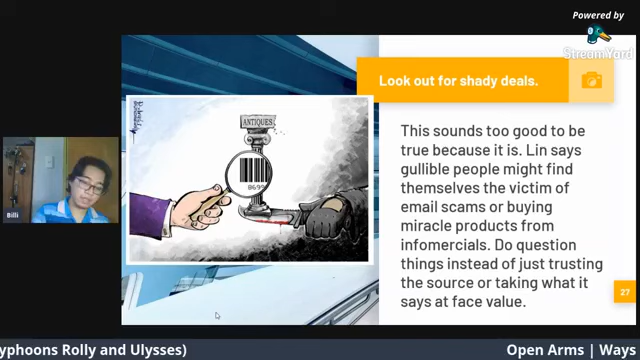 Powered by
StreamYard
Look out for shady deals.
ANTIQUES
8699
This sounds too good to be
true because it is. Lin says
gullible people might find
themselves the victim of
email scams or buying
miracle products from
infomercials. Do question
things instead of just trusting
the source or taking what it
says at face value.
Billi
27
yphoons Rolly and Ulysses)
Open Arms | Ways